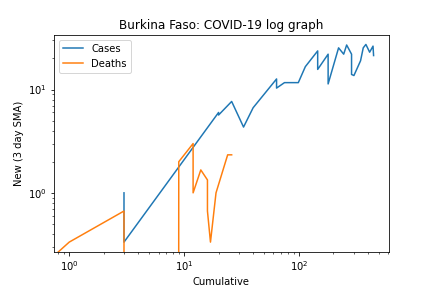 Burkina Faso: COVID-19 log graph
Cases
Deaths
New (3 day SMA)
10¹
10⁰
10⁰ 10¹ 10²
Cumulative